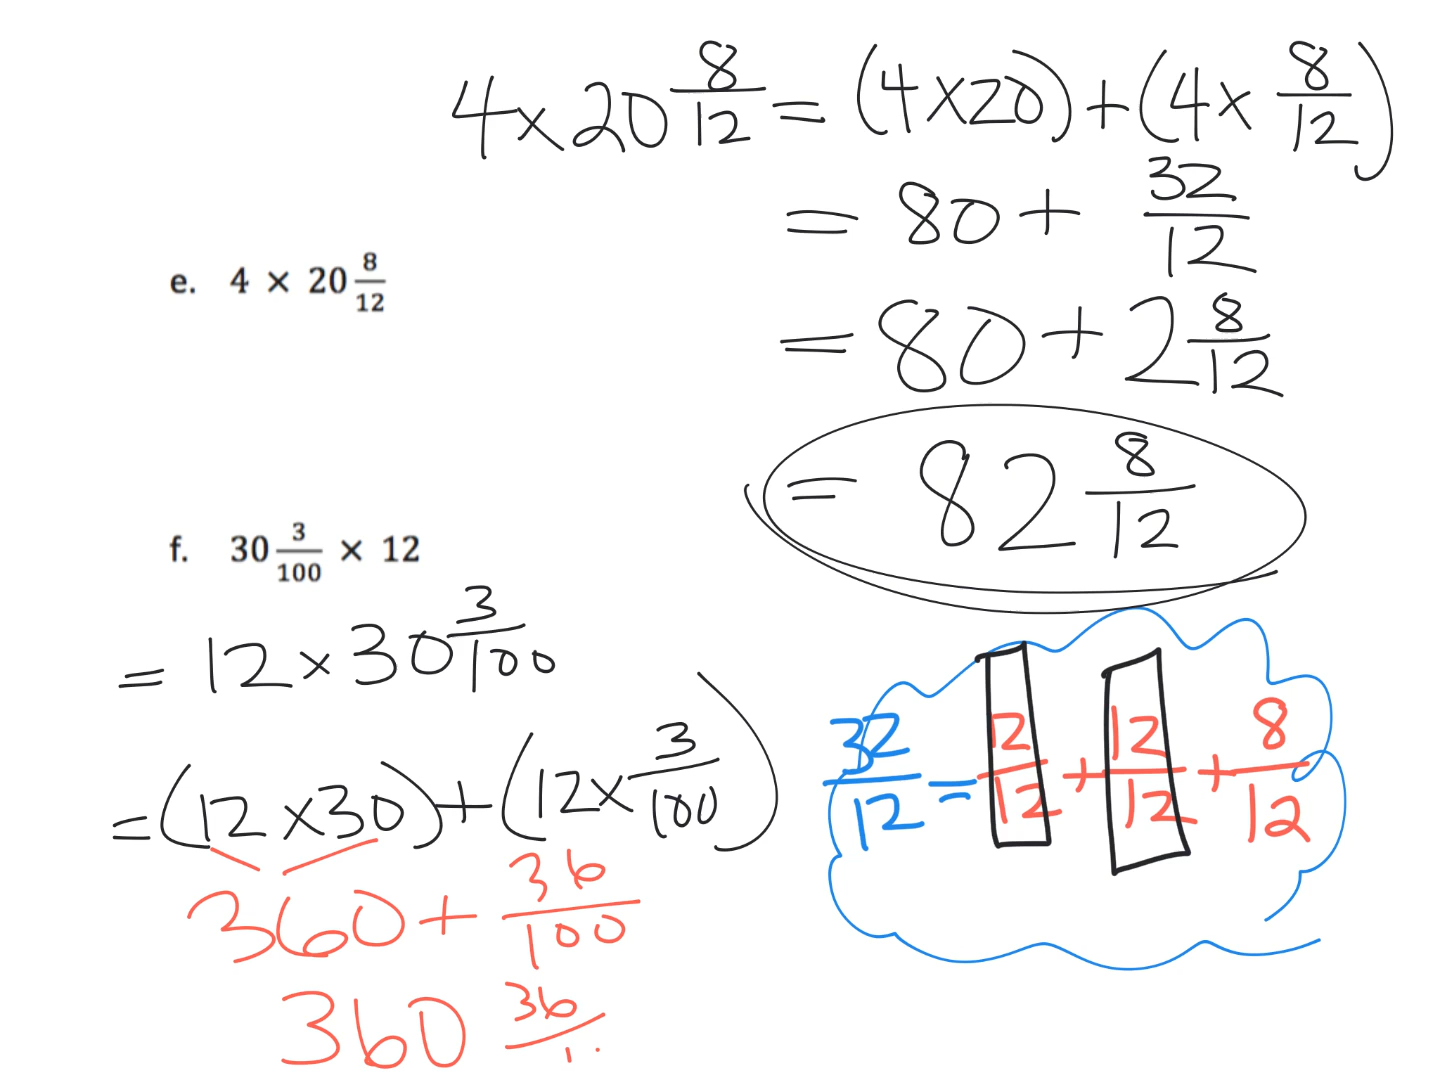 4 × 20 8/12 = (4 × 20) + (4 × 8/12)
= 80 + 32/12
e. 4 × 20 8/12
= 80 + 2 8/12
= 82 8/12
f. 30 3/100 × 12
= 12 × 30 3/100
= (12 × 30) + (12 × 3/100)
32/12 = 12/12 + 12/12 + 8/12
360 + 36/100
360 36/1